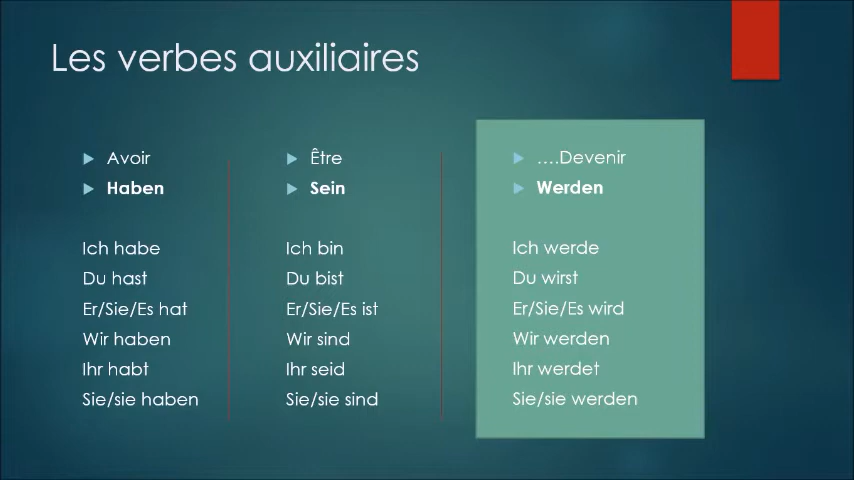 Les verbes auxiliaires
Avoir
Haben
Ich habe
Du hast
Er/Sie/Es hat
Wir haben
Ihr habt
Sie/sie haben
Être
Sein
Ich bin
Du bist
Er/Sie/Es ist
Wir sind
Ihr seid
Sie/sie sind
....Devenir
Werden
Ich werde
Du wirst
Er/Sie/Es wird
Wir werden
Ihr werdet
Sie/sie werden